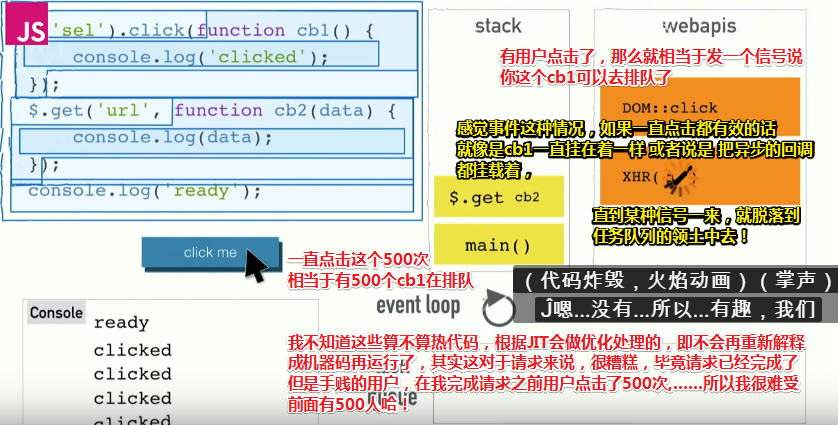 JS
'sel').click(function cb1() {
console.log('clicked');
});
$.get('url', function cb2(data) {
console.log(data);
});
console.log('ready');
click me
stack
webapis
有用户点击了，那么就相当于发一个信号说
你这个cb1可以去排队了
DOM::click
感觉事件这种情况，如果一直点击都有效的话
就像是cb1一直挂在着一样 或者说是 把异步的回调
都挂载着，
XHR(
$.get cb2
直到某种信号一来，就脱落到
任务队列的领土中去！
main()
一直点击这个500次
相当于有500个cb1在排队
（代码炸毁，火焰动画）（掌声）
Ĵ嗯...没有...所以...有趣，我们
event loop
Console
ready
clicked
clicked
clicked
clicked
我不知道这些算不算热代码，根据JIT会做优化处理的，即不会再重新解释
成机器码再运行了，其实这对于请求来说，很糟糕，毕竟请求已经完成了
但是手贱的用户，在我完成请求之前用户点击了500次,......所以我很难受
前面有500人哈！
queue